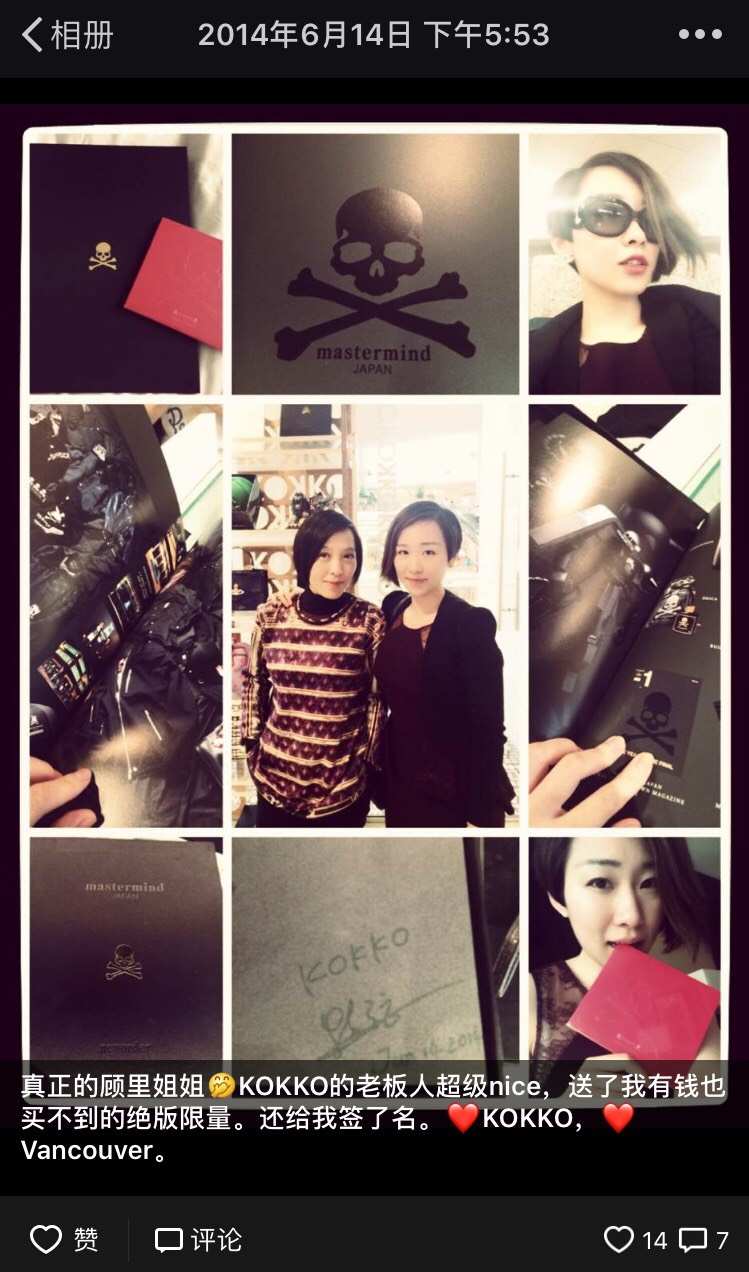 相册
2014年6月14日 下午5:53
mastermind
JAPAN
KOKKO
#1
JAPAN
WN MAGAZINE
mastermind
JAPAN
KOKKO
真正的顾里姐姐🤭KOKKO的老板人超级nice，送了我有钱也
买不到的绝版限量。还给我签了名。❤️KOKKO，❤️
Vancouver。
赞
评论
14
7